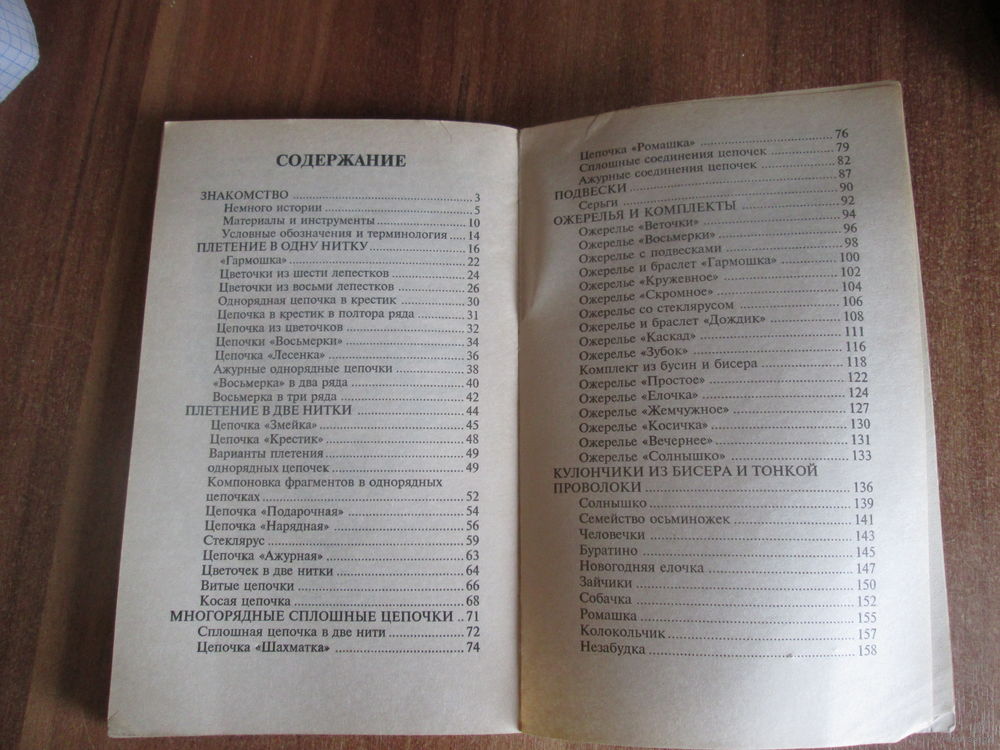 СОДЕРЖАНИЕ
ЗНАКОМСТВО ........ 3
Немного истории ........ 5
Материалы и инструменты ........ 10
Условные обозначения и терминология ..... 14
ПЛЕТЕНИЕ В ОДНУ НИТКУ ........ 16
«Гармошка» ........ 22
Цветочки из шести лепестков ........ 24
Цветочки из восьми лепестков ........ 26
Однорядная цепочка в крестик ........ 30
Цепочка в крестик в полтора ряда ........ 31
Цепочка из цветочков ........ 32
Цепочки «Восьмерки» ........ 34
Цепочка «Лесенка» ........ 36
Ажурные однорядные цепочки ........ 38
«Восьмерка» в два ряда ........ 40
Восьмерка в три ряда ........ 42
ПЛЕТЕНИЕ В ДВЕ НИТКИ ........ 44
Цепочка «Змейка» ........ 45
Цепочка «Крестик» ........ 48
Варианты плетения ........ 49
однорядных цепочек ........ 49
Компоновка фрагментов в однорядных
цепочках ........ 52
Цепочка «Подарочная» ........ 54
Цепочка «Нарядная» ........ 56
Стеклярус ........ 59
Цепочка «Ажурная» ........ 63
Цветочек в две нитки ........ 64
Витые цепочки ........ 66
Косая цепочка ........ 68
МНОГОРЯДНЫЕ СПЛОШНЫЕ ЦЕПОЧКИ .. 71
Сплошная цепочка в две нити ........ 72
Цепочка «Шахматка» ........ 74
Цепочка «Ромашка» ........ 76
Сплошные соединения цепочек ........ 79
Ажурные соединения цепочек ........ 82
ПОДВЕСКИ ........ 87
Серьги ........ 90
ОЖЕРЕЛЬЯ И КОМПЛЕКТЫ ........ 92
Ожерелье «Веточки» ........ 94
Ожерелье «Восьмерки» ........ 96
Ожерелье с подвесками ........ 98
Ожерелье и браслет «Гармошка» ........ 100
Ожерелье «Кружевное» ........ 102
Ожерелье «Скромное» ........ 104
Ожерелье со стеклярусом ........ 106
Ожерелье и браслет «Дождик» ........ 108
Ожерелье «Каскад» ........ 111
Ожерелье «Зубок» ........ 116
Комплект из бусин и бисера ........ 118
Ожерелье «Простое» ........ 122
Ожерелье «Елочка» ........ 124
Ожерелье «Жемчужное» ........ 127
Ожерелье «Косичка» ........ 130
Ожерелье «Вечернее» ........ 131
Ожерелье «Солнышко» ........ 133
КУЛОНЧИКИ ИЗ БИСЕРА И ТОНКОЙ
ПРОВОЛОКИ ........ 136
Солнышко ........ 139
Семейство осьминожек ........ 141
Человечки ........ 143
Буратино ........ 145
Новогодняя елочка ........ 147
Зайчики ........ 150
Собачка ........ 152
Ромашка ........ 155
Колокольчик ........ 157
Незабудка ........ 158